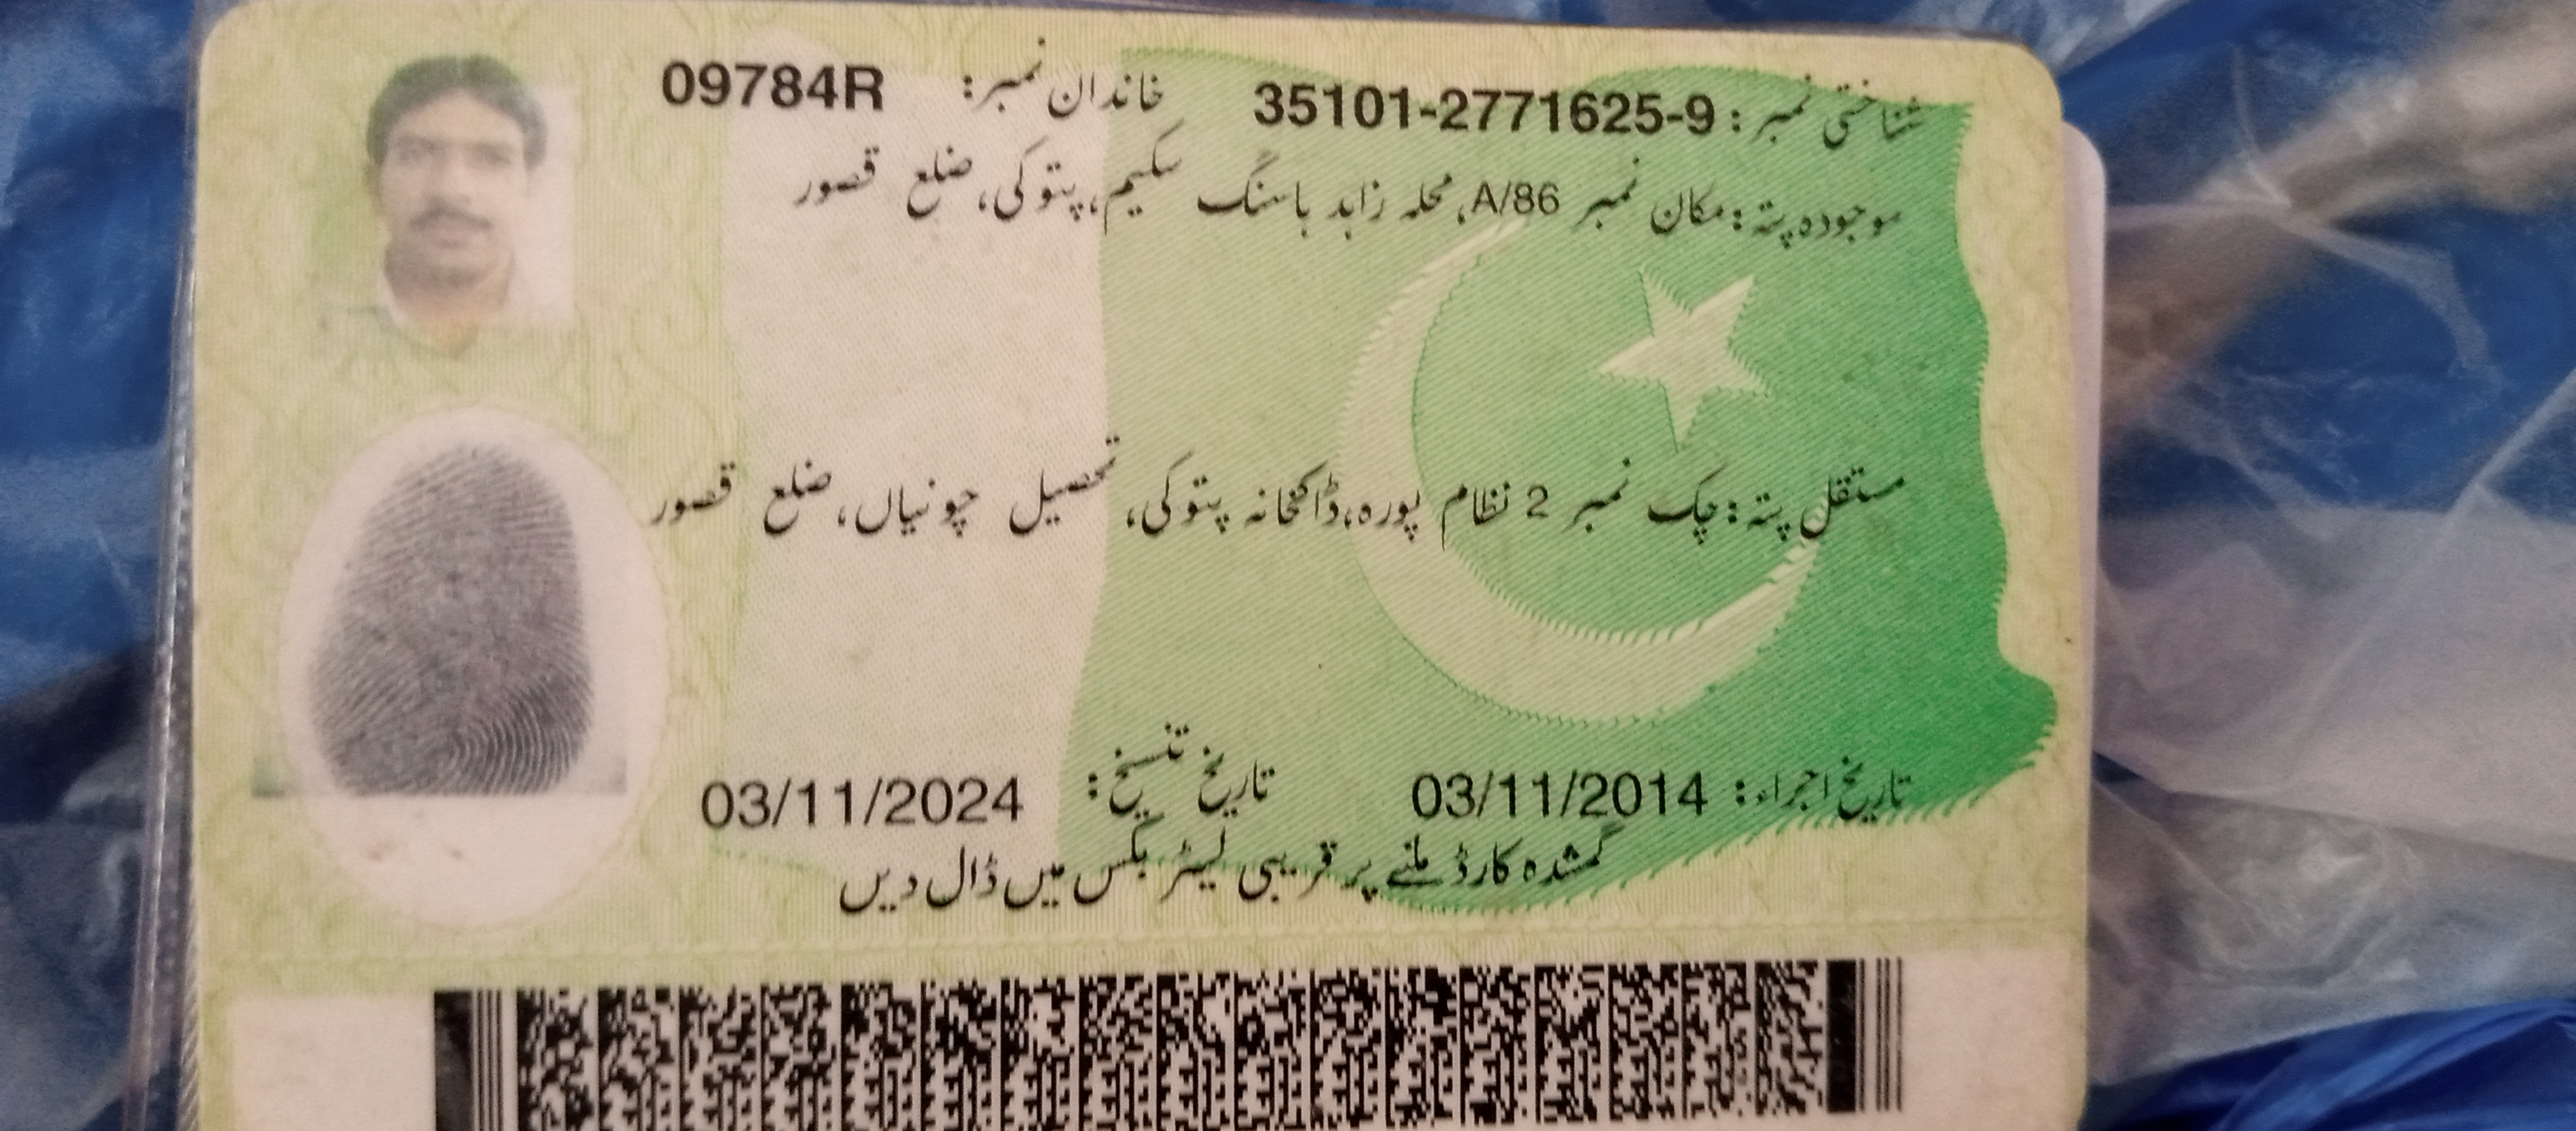 شناختی نمبر: 35101-2771625-9 خاندان نمبر: 09784R
موجودہ پتہ: مکان نمبر A/86، محلہ زاہد ہاسنگ سکیم، پتوکی، ضلع قصور
مستقل پتہ: چک نمبر 2 نظام پورہ، ڈاکخانہ پتوکی، تحصیل چونیاں، ضلع قصور
تاریخ اجراء: 03/11/2014 تاریخ تنسیخ: 03/11/2024
گمشدہ کارڈ ملنے پر قریبی لیٹر بکس میں ڈال دیں